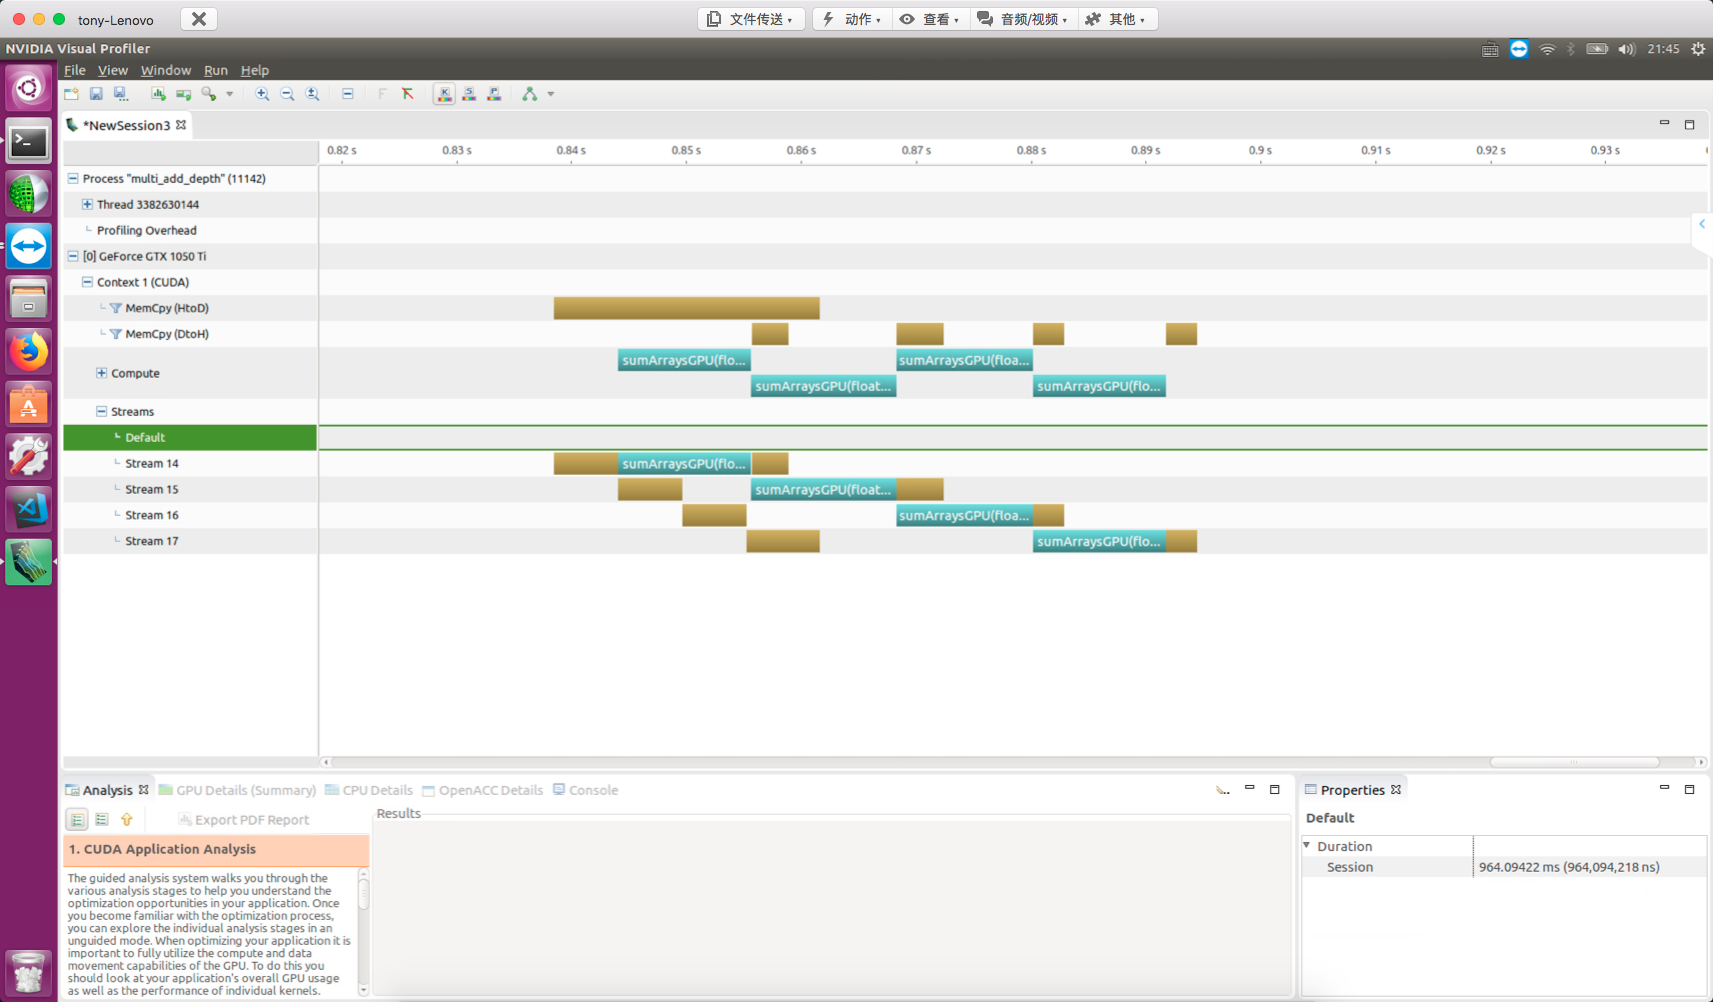 tony-Lenovo
文件传送
动作
查看
音频/视频
其他
NVIDIA Visual Profiler
21:45
File View Window Run Help
*NewSession3
0.82 s 0.83 s 0.84 s 0.85 s 0.86 s 0.87 s 0.88 s 0.89 s 0.9 s 0.91 s 0.92 s 0.93 s
Process "multi_add_depth" (11142)
Thread 3382630144
Profiling Overhead
[0] GeForce GTX 1050 Ti
Context 1 (CUDA)
MemCpy (HtoD)
MemCpy (DtoH)
sumArraysGPU(flo... sumArraysGPU(floa...
Compute
sumArraysGPU(float... sumArraysGPU(flo...
Streams
Default
Stream 14 sumArraysGPU(flo...
Stream 15 sumArraysGPU(float...
Stream 16 sumArraysGPU(floa...
Stream 17 sumArraysGPU(flo...
Analysis GPU Details (Summary) CPU Details OpenACC Details Console
Export PDF Report
Results
1. CUDA Application Analysis
The guided analysis system walks you through the
various analysis stages to help you understand the
optimization opportunities in your application. Once
you become familiar with the optimization process,
you can explore the individual analysis stages in an
unguided mode. When optimizing your application it is
important to fully utilize the compute and data
movement capabilities of the GPU. To do this you
should look at your application's overall GPU usage
as well as the performance of individual kernels.
Properties
Default
Duration
Session 964.09422 ms (964,094,218 ns)